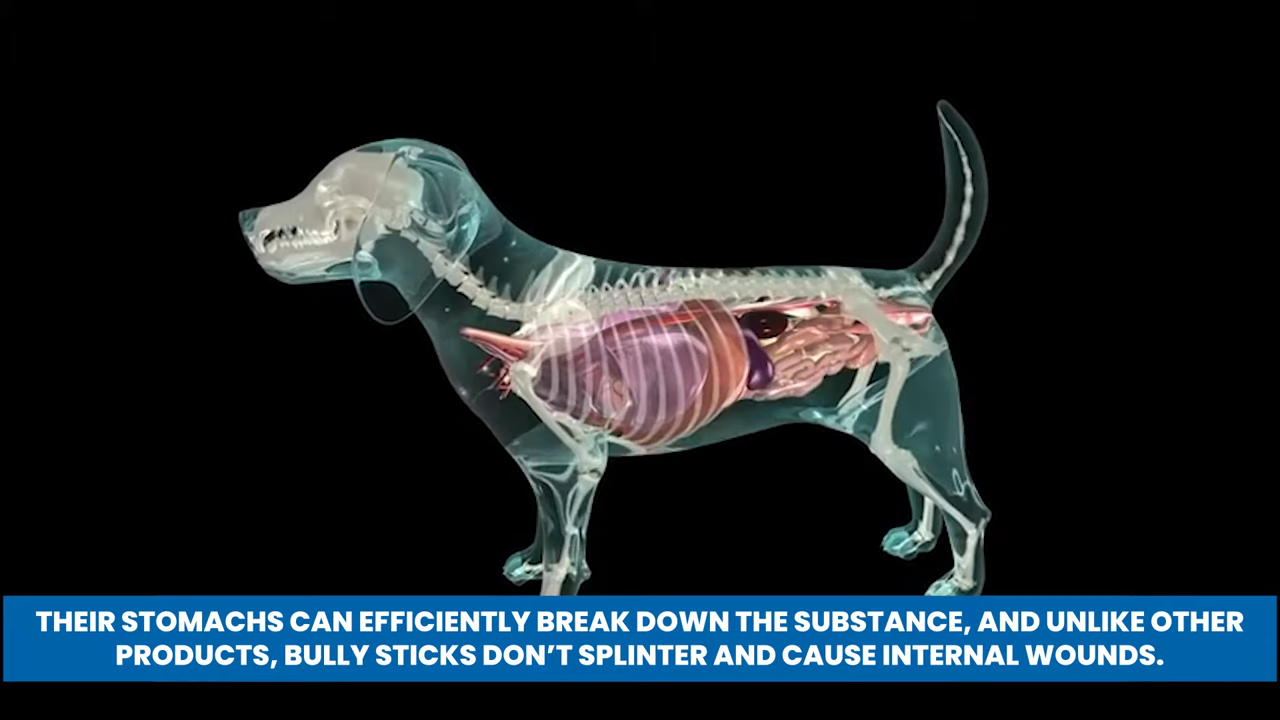 THEIR STOMACHS CAN EFFICIENTLY BREAK DOWN THE SUBSTANCE, AND UNLIKE OTHER
PRODUCTS, BULLY STICKS DON’T SPLINTER AND CAUSE INTERNAL WOUNDS.